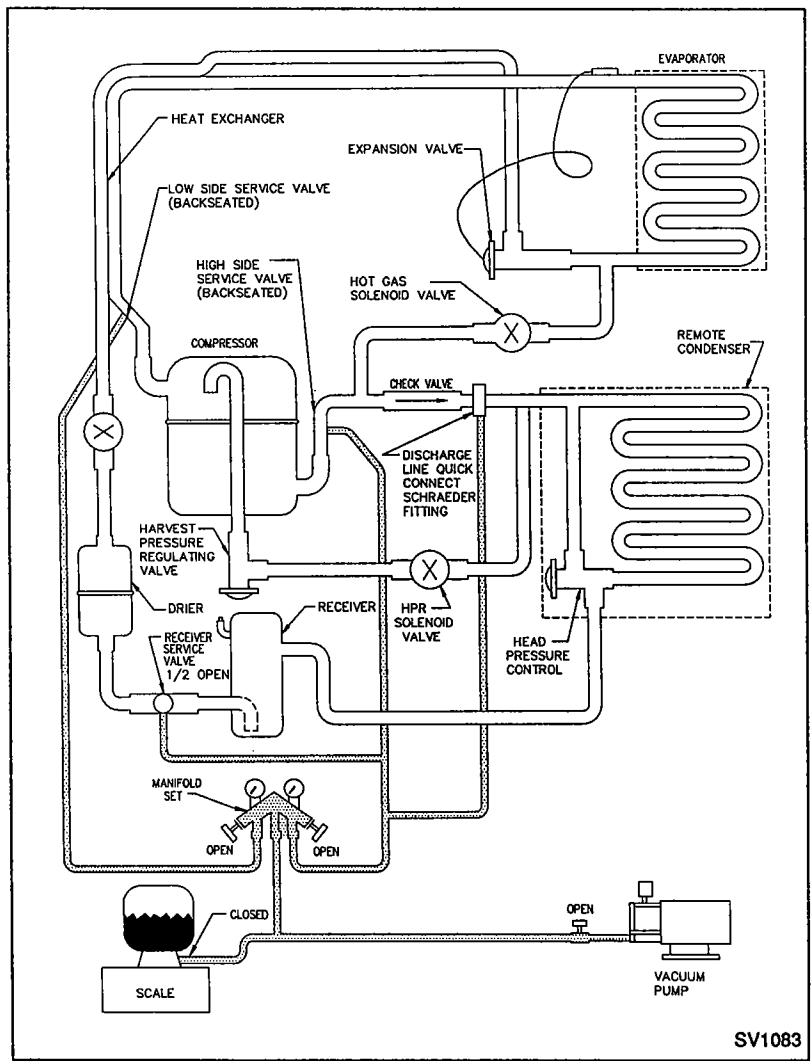 EVAPORATOR
HEAT EXCHANGER
EXPANSION VALVE
LOW SIDE SERVICE VALVE
(BACKSEATED)
HIGH SIDE
SERVICE VALVE
(BACKSEATED)
HOT GAS
SOLENOID VALVE
REMOTE
CONDENSER
COMPRESSOR
CHECK VALVE
DISCHARGE
LINE QUICK
CONNECT
SCHRAEDER
FITTING
HARVEST
PRESSURE
REGULATING
VALVE
DRIER
RECEIVER
HPR
SOLENOID
VALVE
RECEIVER
SERVICE
VALVE
1/2 OPEN
HEAD
PRESSURE
CONTROL
MANIFOLD
SET
OPEN
OPEN
CLOSED
OPEN
SCALE
VACUUM
PUMP
SV1083